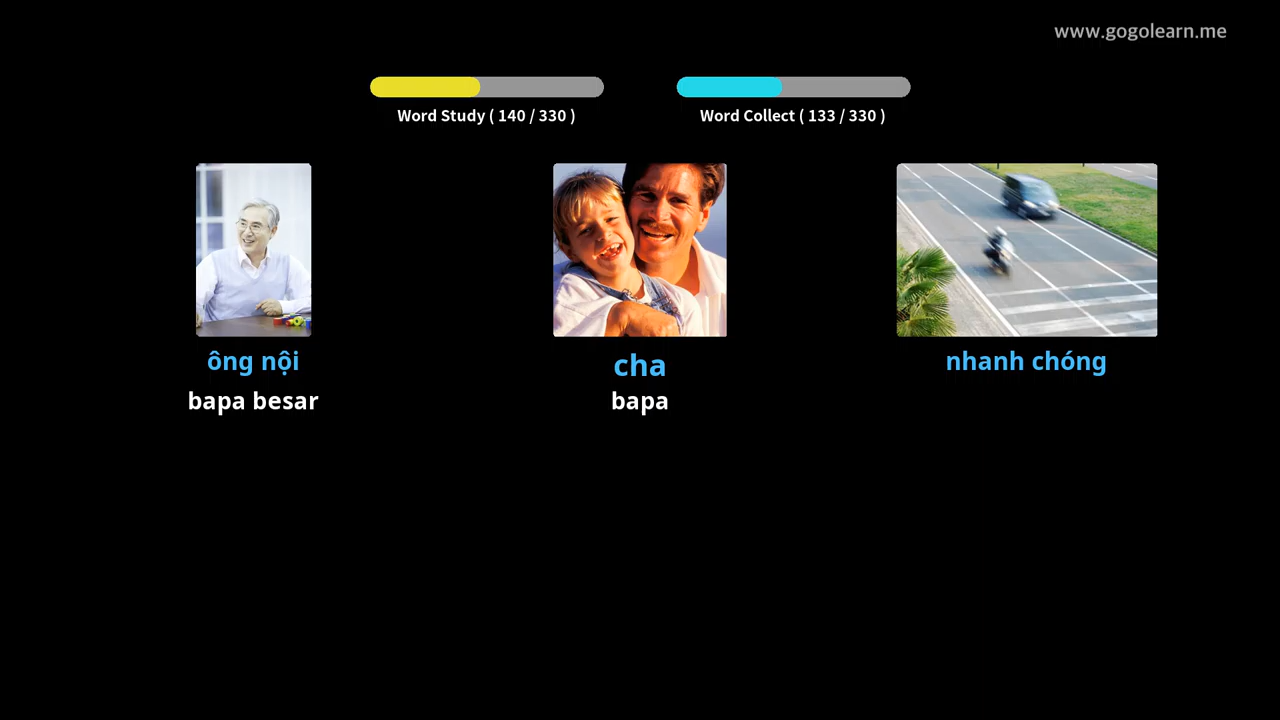 www.gogolearn.me
Word Study ( 140 / 330 )
Word Collect ( 133 / 330 )
ông nội
cha
nhanh chóng
bapa besar
bapa